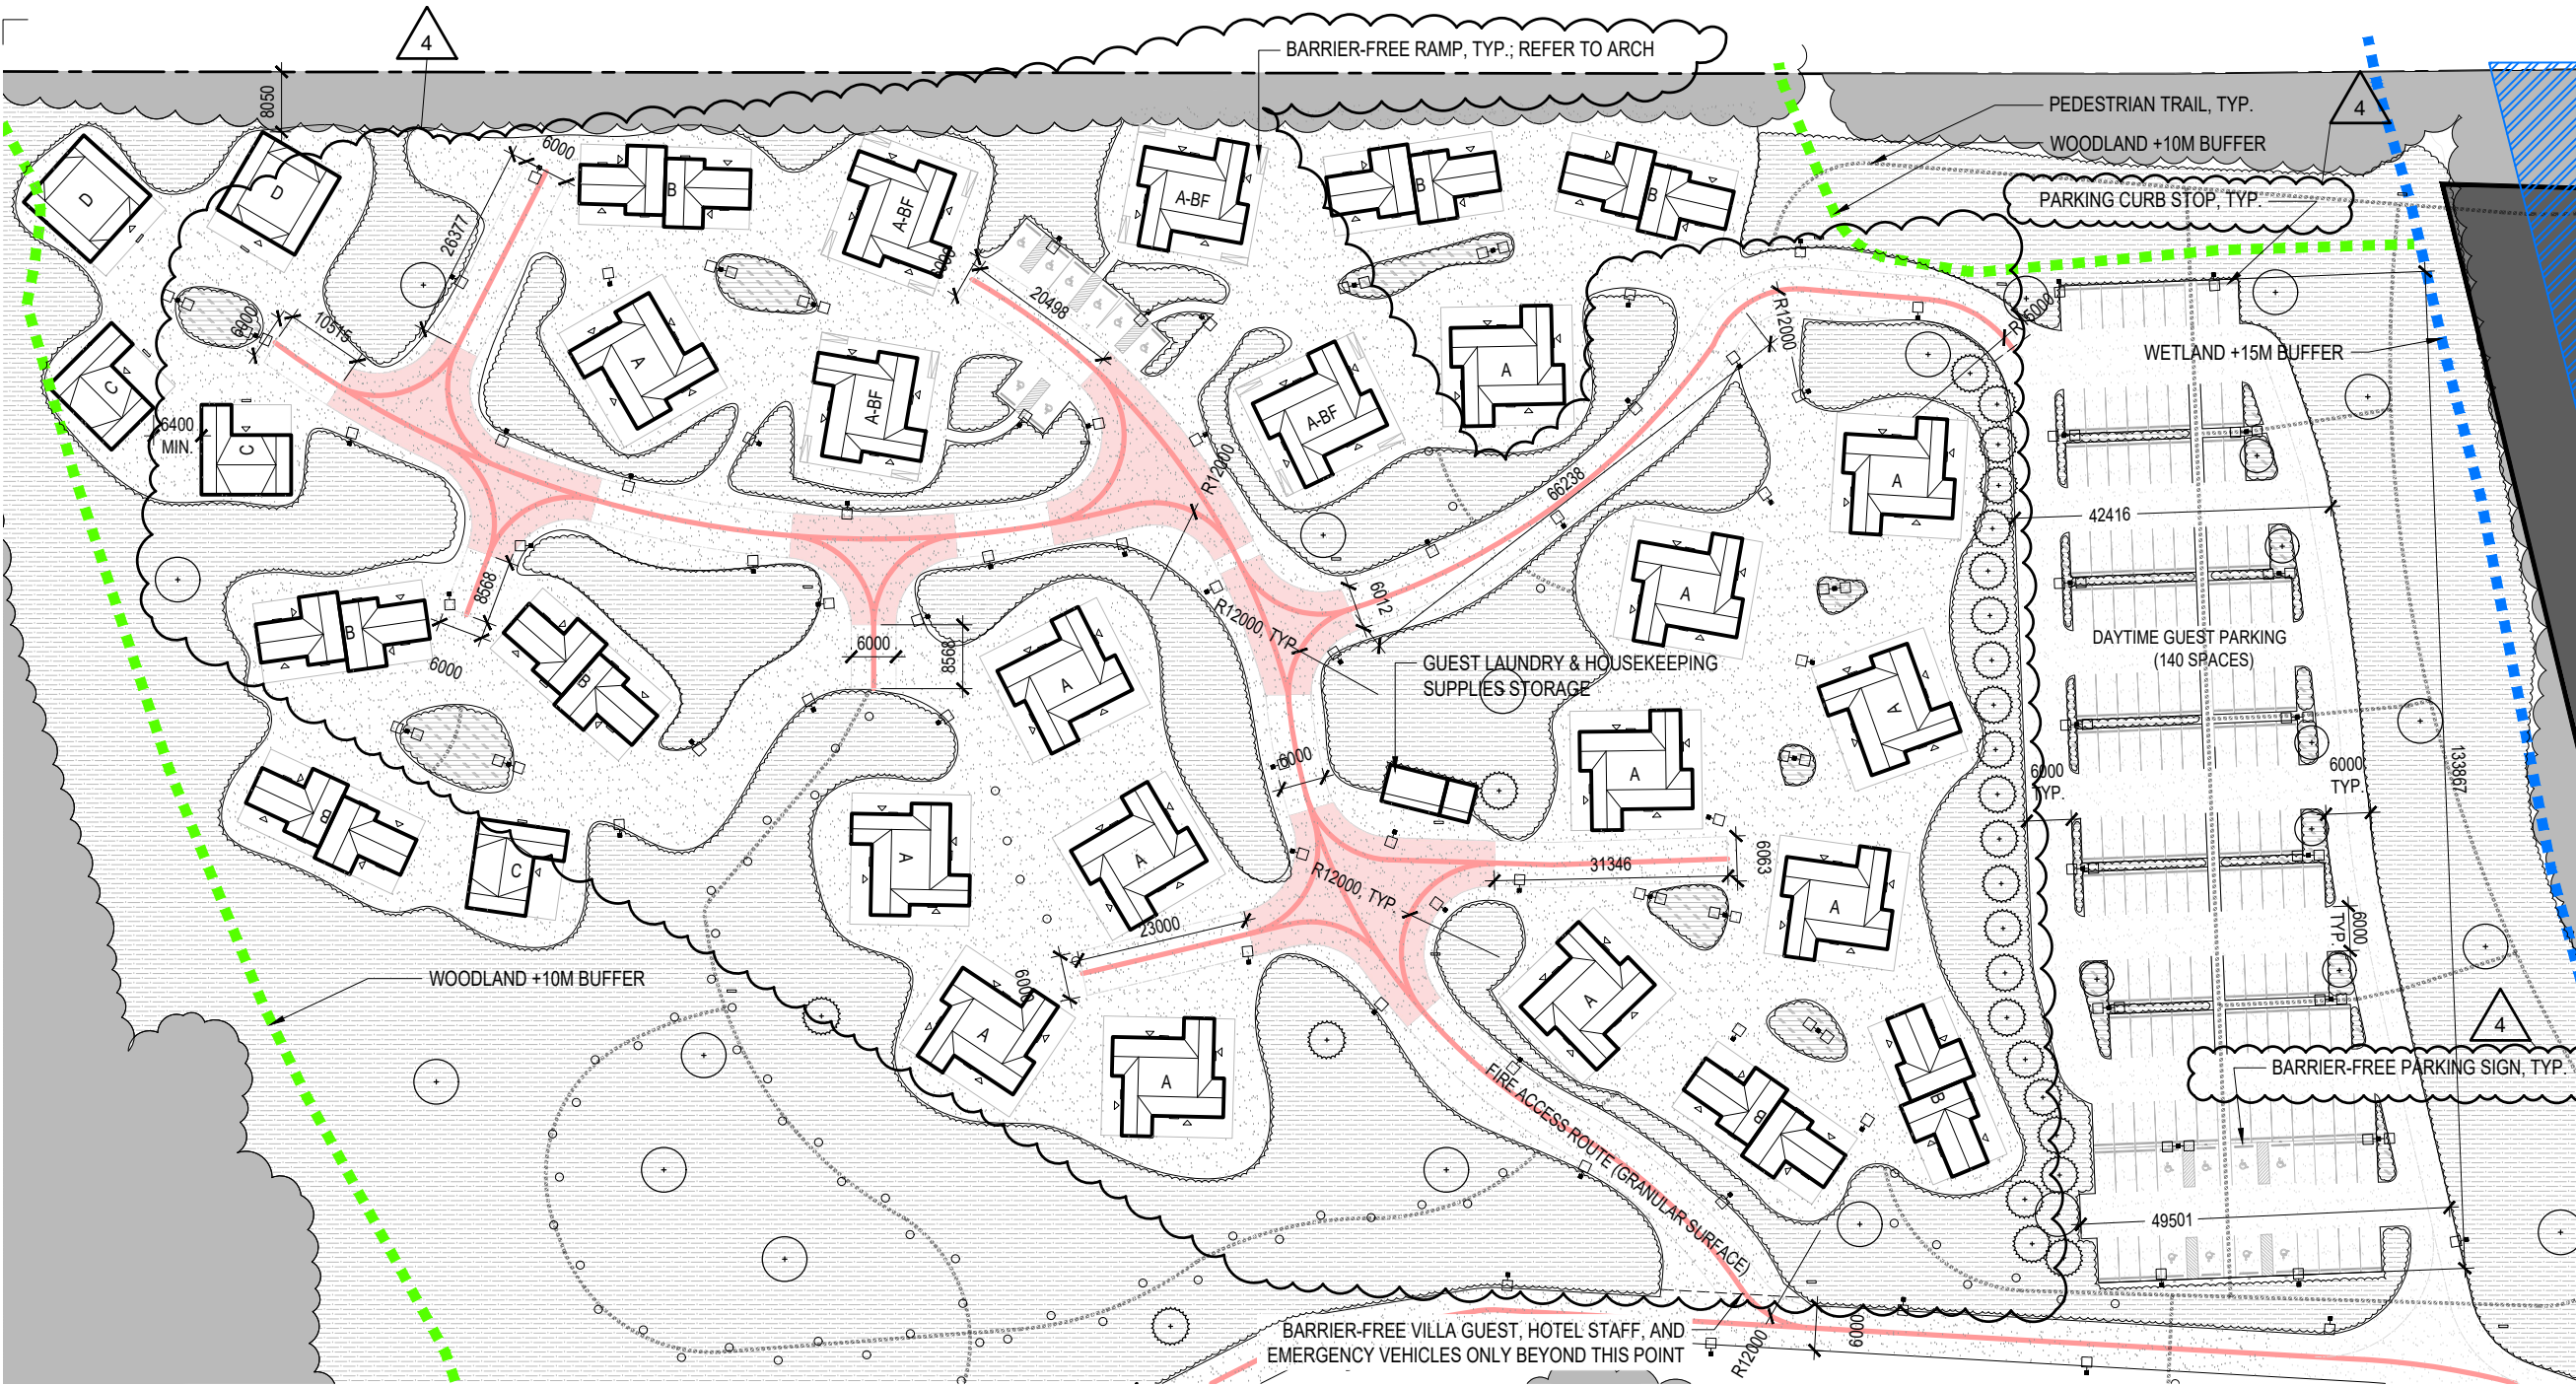 4
BARRIER-FREE RAMP, TYP.; REFER TO ARCH
8050
PEDESTRIAN TRAIL, TYP.
4
WOODLAND +10M BUFFER
PARKING CURB STOP, TYP.
6000
D
D
B
A-BF
A-BF
B
B
26377
6000
20498
6000
10515
R12000
R16000
WETLAND +15M BUFFER
A
A-BF
A-BF
A
C
C
6400
MIN.
R12000
66238
A
42416
8568
6000
B
B
6000
8568
R12000, TYP.
6012
A
DAYTIME GUEST PARKING
(140 SPACES)
GUEST LAUNDRY & HOUSEKEEPING
SUPPLIES STORAGE
A
A
6000
A
6000
TYP.
6000
TYP.
133867
B
C
A
A
R12000, TYP.
31346
6063
A
23000
6000
6000
TYP.
WOODLAND +10M BUFFER
A
A
A
4
BARRIER-FREE PARKING SIGN, TYP.
FIRE ACCESS ROUTE (GRANULAR SURFACE)
B
B
49501
BARRIER-FREE VILLA GUEST, HOTEL STAFF, AND
EMERGENCY VEHICLES ONLY BEYOND THIS POINT
R12000
6000